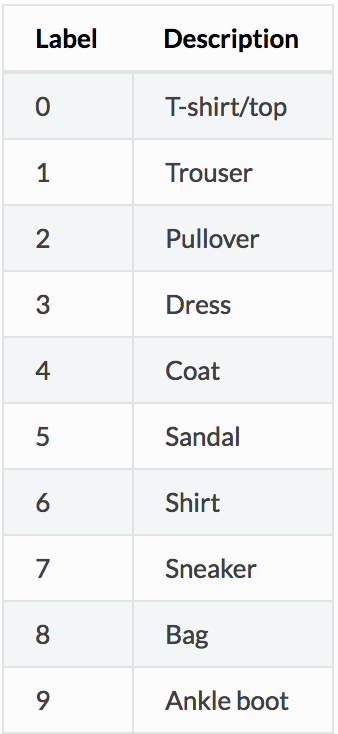 Label Description
0 T-shirt/top
1 Trouser
2 Pullover
3 Dress
4 Coat
5 Sandal
6 Shirt
7 Sneaker
8 Bag
9 Ankle boot